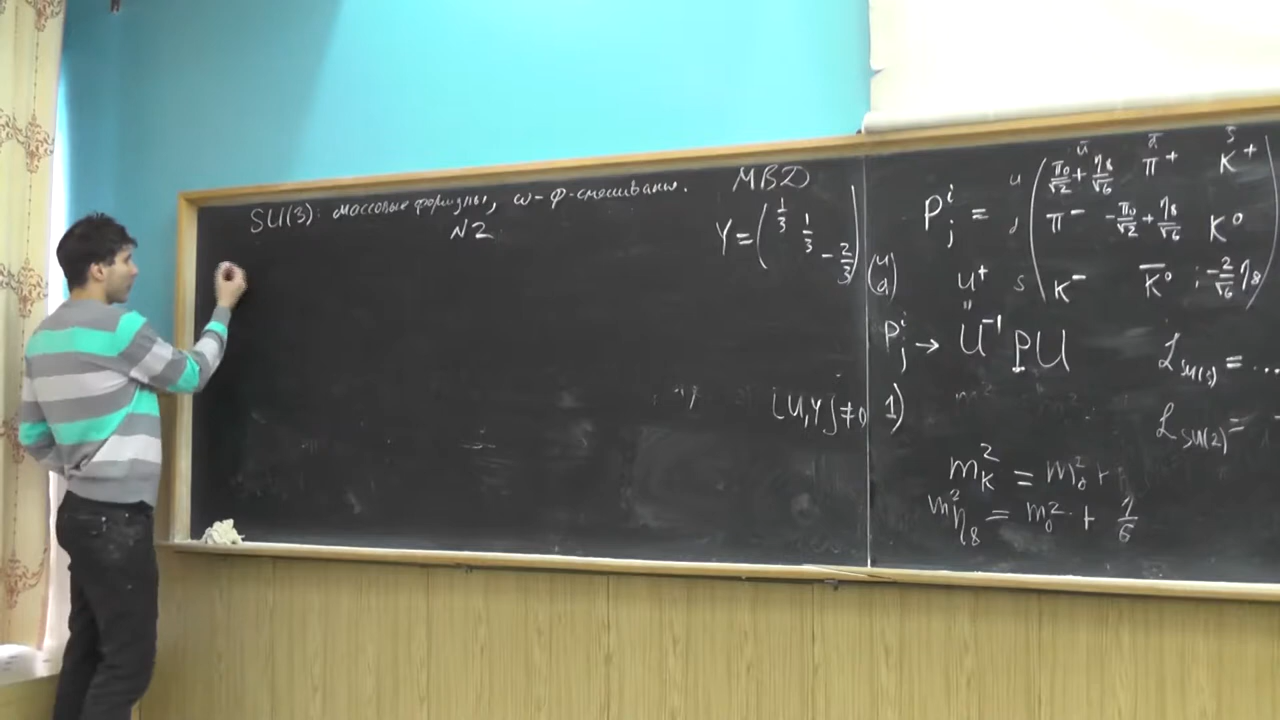 SU(3): массовые формулы, ω-φ-смешивание.
N2
MBD
Y = ( 1/3 1/3 -2/3 )
(u d)
[U,Y] ≠ 0
ū d̄ s̄
P^i_j =
u ( π0/√2 + η8/√6 π+ K+
d π- -π0/√2 + η8/√6 K0
s K- K̄0 ; -2/√6 η8 )
U+
"
P^i_j → U^-1 P U
1)
L_SU(3) = ...
L_SU(2) =
m²_K = m²_0 +
m²_η8 = m²_0 + 1/6